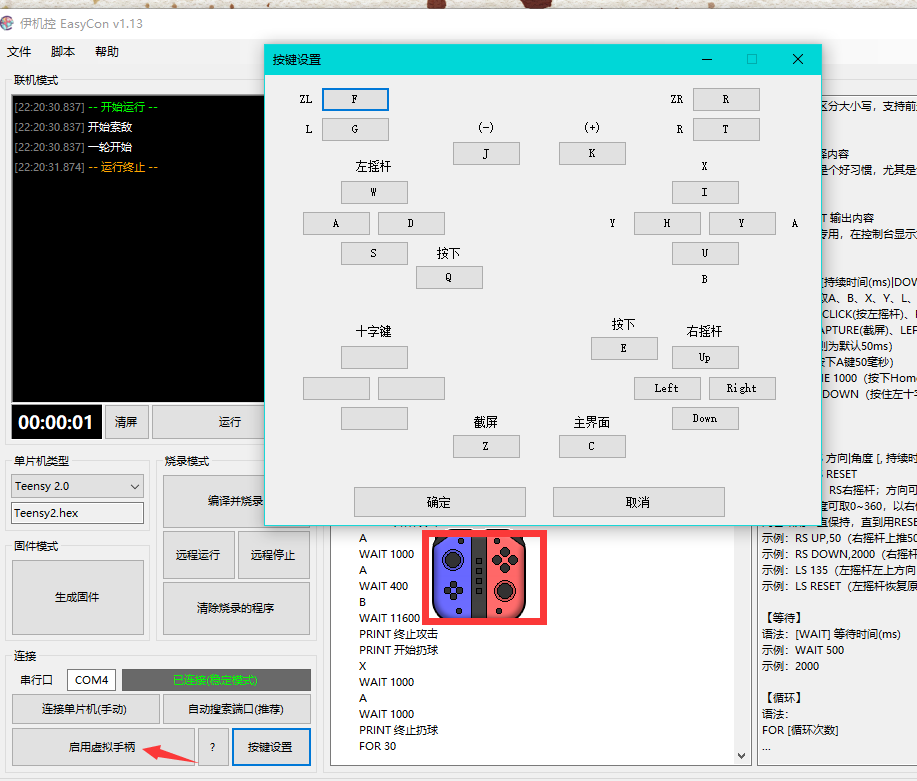 伊机控 EasyCon v1.13
文件 脚本 帮助
联机模式
[22:20:30.837] -- 开始运行 --
[22:20:30.837] 开始索敌
[22:20:30.837] 一轮开始
[22:20:31.874] -- 运行终止 --
00:00:01 清屏 运行
单片机类型
Teensy 2.0
Teensy2.hex
固件模式
生成固件
烧录模式
编译并烧录
远程运行 远程停止
清除烧录的程序
连接
串行口 COM4 已连接(稳定模式)
连接单片机(手动) 自动搜索端口(推荐)
启用虚拟手柄 ? 按键设置
按键设置
ZL F ZR R
L G (-) (+) R T
J K
左摇杆 X
W I
A D Y H Y A
S 按下 U
Q B
十字键 按下 右摇杆
E Up
Left Right
截屏 主界面 Down
Z C
确定 取消
A
WAIT 1000
A
WAIT 400
B
WAIT 11600
PRINT 终止攻击
PRINT 开始扔球
X
WAIT 1000
A
WAIT 1000
PRINT 终止扔球
FOR 30
区分大小写，支持前
内容
是个好习惯，尤其是
T 输出内容
专用，在控制台显示
[持续时间(ms)|DOW
取A、B、X、Y、L、
CLICK(按左摇杆)、
APTURE(截屏)、LEF
则为默认50ms)
按下A键50毫秒）
ME 1000（按下Hom
DOWN（按住左十字
方向|角度 [, 持续时
RESET
RS右摇杆；方向可
度可取0~360，以右
直保持，直到用RESE
示例：RS UP,50（右摇杆上推50
示例：RS DOWN,2000（右摇杆
示例：LS 135（左摇杆左上方向
示例：LS RESET（左摇杆恢复原
【等待】
语法：[WAIT] 等待时间(ms)
示例：WAIT 500
示例：2000
【循环】
语法：
FOR [循环次数]
...